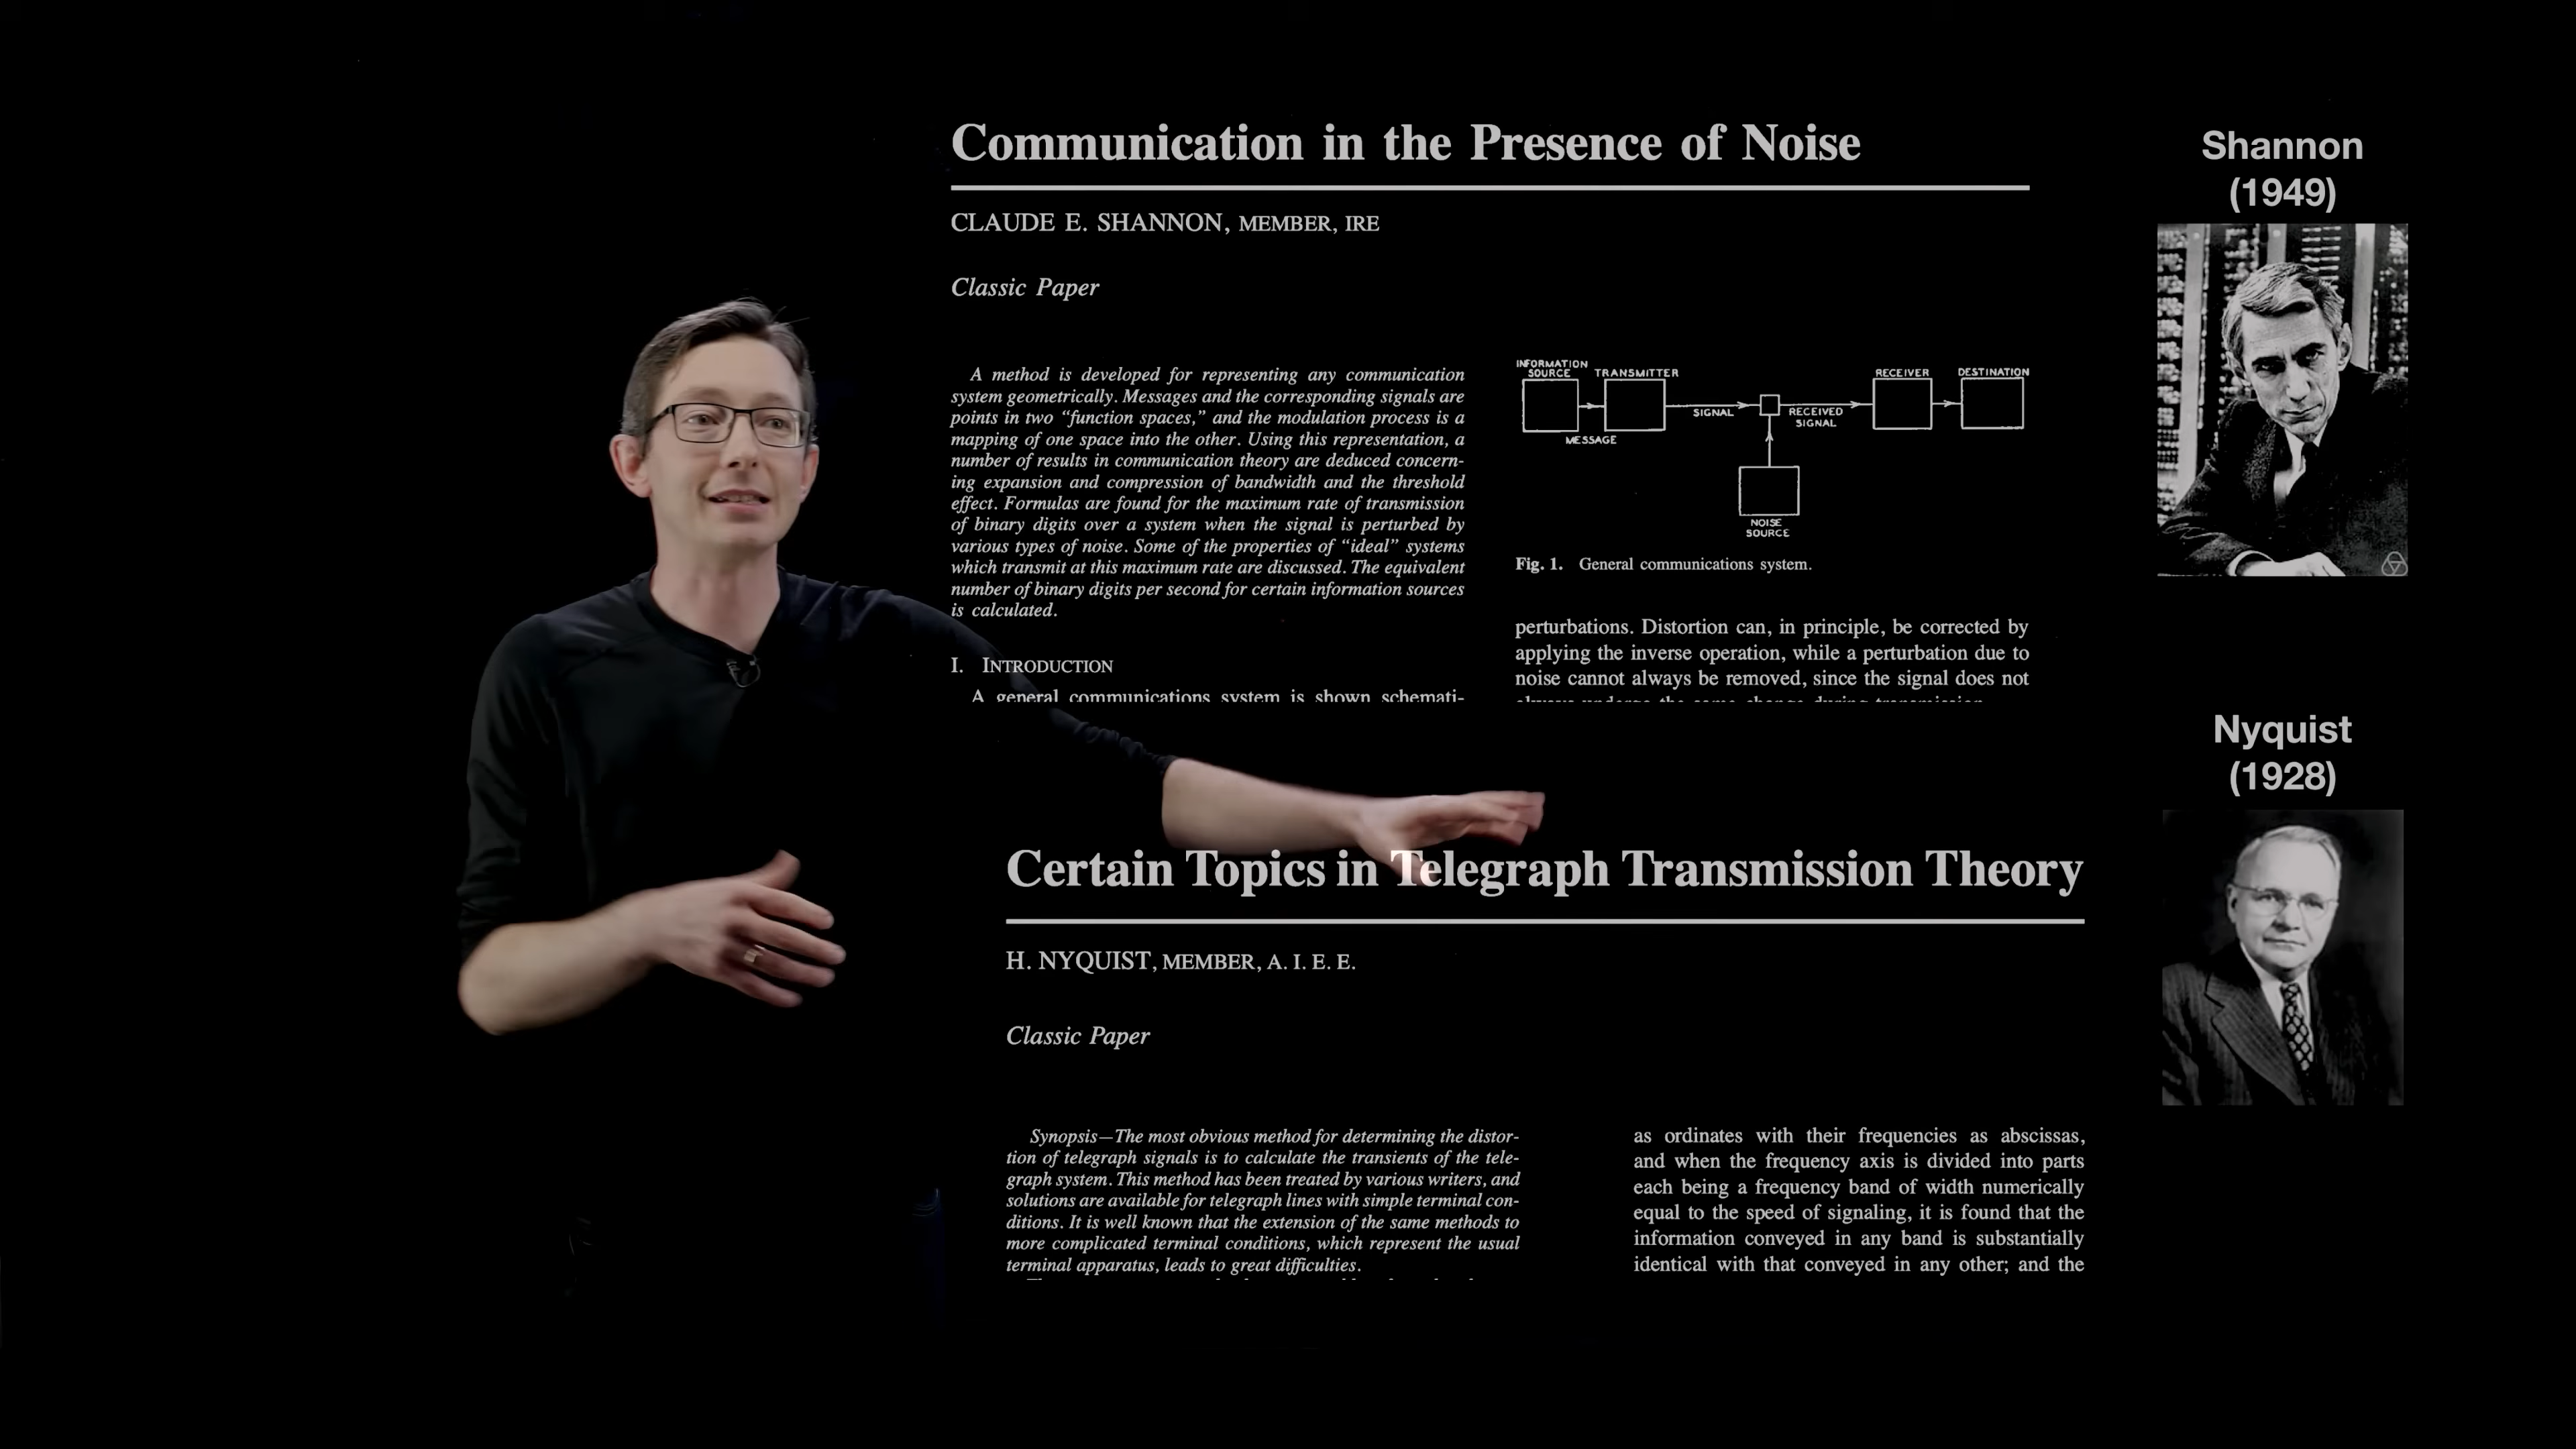 Communication in the Presence of Noise
CLAUDE E. SHANNON, MEMBER, IRE
Classic Paper
A method is developed for representing any communication
system geometrically. Messages and the corresponding signals are
points in two “function spaces,” and the modulation process is a
mapping of one space into the other. Using this representation, a
number of results in communication theory are deduced concern-
ing expansion and compression of bandwidth and the threshold
effect. Formulas are found for the maximum rate of transmission
of binary digits over a system when the signal is perturbed by
various types of noise. Some of the properties of “ideal” systems
which transmit at this maximum rate are discussed. The equivalent
number of binary digits per second for certain information sources
is calculated.
I. INTRODUCTION
A general communications system is shown schemati-
INFORMATION
SOURCE
TRANSMITTER
RECEIVER
DESTINATION
SIGNAL
RECEIVED
SIGNAL
MESSAGE
NOISE
SOURCE
Fig. 1. General communications system.
perturbations. Distortion can, in principle, be corrected by
applying the inverse operation, while a perturbation due to
noise cannot always be removed, since the signal does not
always undergo the same change during transmission.
Shannon
(1949)
Certain Topics in Telegraph Transmission Theory
H. NYQUIST, MEMBER, A. I. E. E.
Classic Paper
Synopsis—The most obvious method for determining the distor-
tion of telegraph signals is to calculate the transients of the tele-
graph system. This method has been treated by various writers, and
solutions are available for telegraph lines with simple terminal con-
ditions. It is well known that the extension of the same methods to
more complicated terminal conditions, which represent the usual
terminal apparatus, leads to great difficulties.
as ordinates with their frequencies as abscissas,
and when the frequency axis is divided into parts
each being a frequency band of width numerically
equal to the speed of signaling, it is found that the
information conveyed in any band is substantially
identical with that conveyed in any other; and the
Nyquist
(1928)